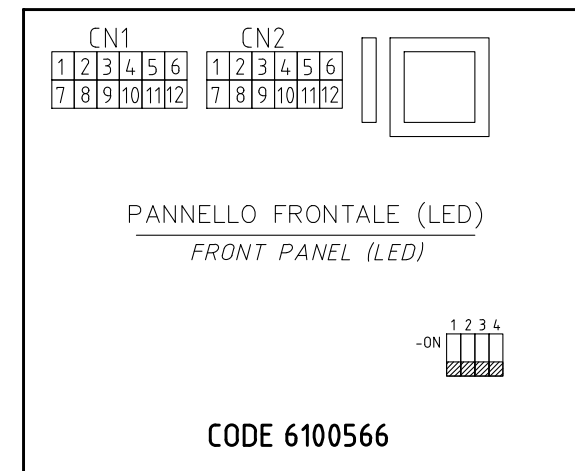 CN1 CN2
1 2 3 4 5 6 1 2 3 4 5 6
7 8 9 10 11 12 7 8 9 10 11 12
PANNELLO FRONTALE (LED)
FRONT PANEL (LED)
1 2 3 4
-ON
CODE 6100566